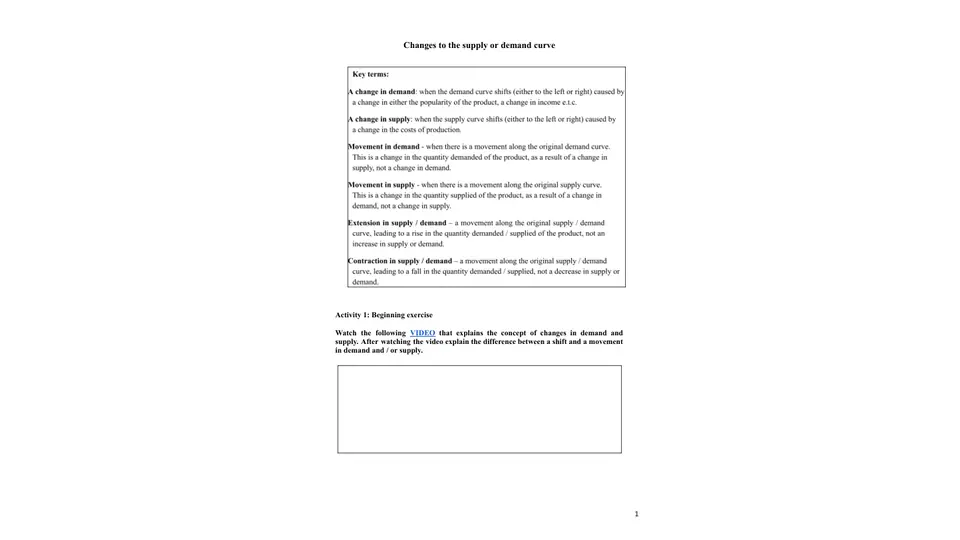 Changes to the supply or demand curve
Key terms:
A change in demand: when the demand curve shifts (either to the left or right) caused by
a change in either the popularity of the product, a change in income e.t.c.
A change in supply: when the supply curve shifts (either to the left or right) caused by
a change in the costs of production.
Movement in demand - when there is a movement along the original demand curve.
This is a change in the quantity demanded of the product, as a result of a change in
supply, not a change in demand.
Movement in supply - when there is a movement along the original supply curve.
This is a change in the quantity supplied of the product, as a result of a change in
demand, not a change in supply.
Extension in supply / demand – a movement along the original supply / demand
curve, leading to a rise in the quantity demanded / supplied of the product, not an
increase in supply or demand.
Contraction in supply / demand – a movement along the original supply / demand
curve, leading to a fall in the quantity demanded / supplied, not a decrease in supply or
demand.
Activity 1: Beginning exercise
Watch the following VIDEO that explains the concept of changes in demand and
supply. After watching the video explain the difference between a shift and a movement
in demand and / or supply.
1